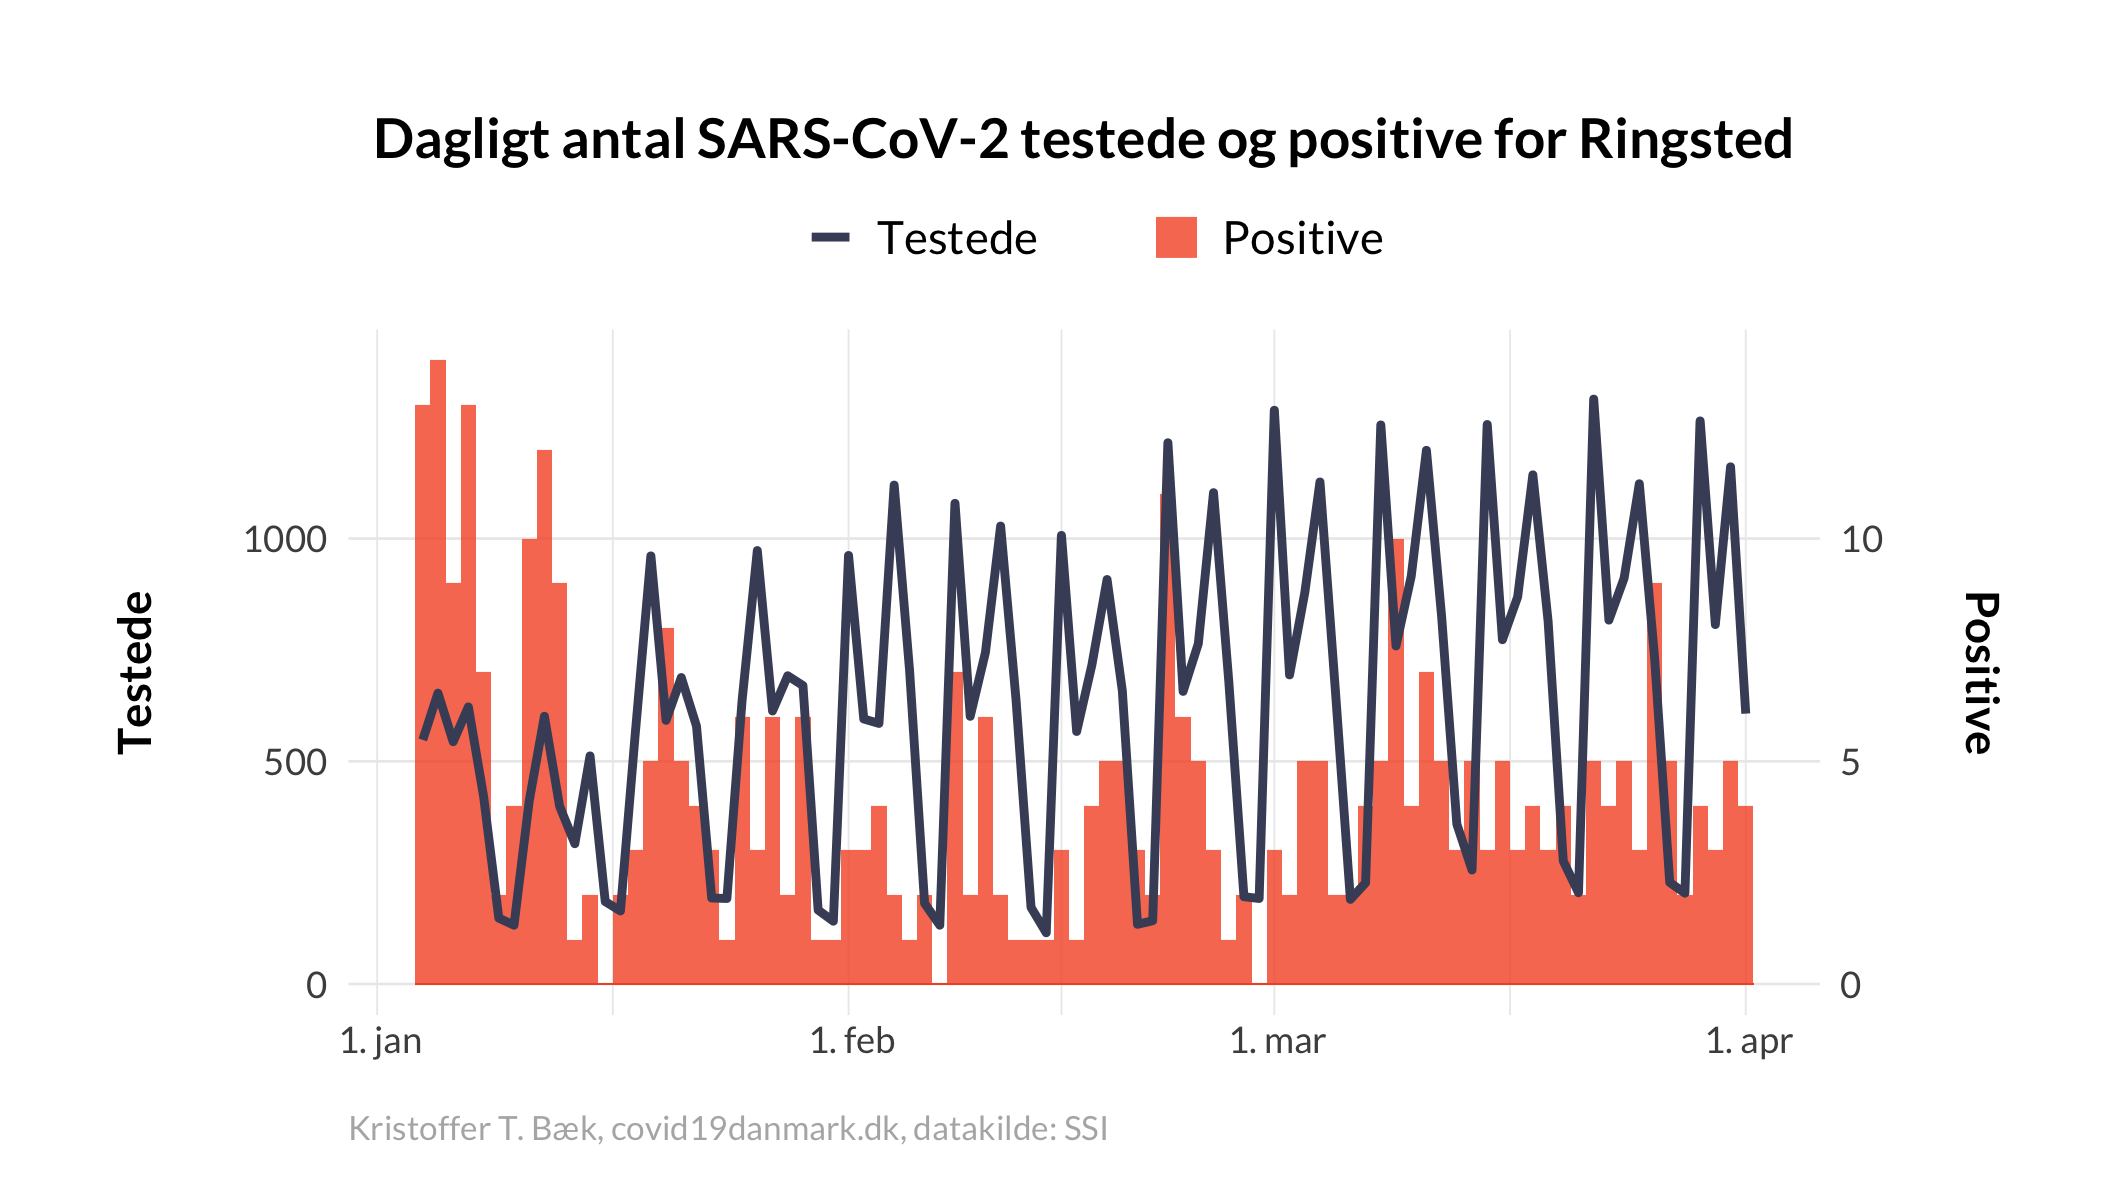 Dagligt antal SARS-CoV-2 testede og positive for Ringsted
Testede
Positive
Testede
1000
500
0
10
5
0
Positive
1. jan
1. feb
1. mar
1. apr
Kristoffer T. Bæk, covid19danmark.dk, datakilde: SSI